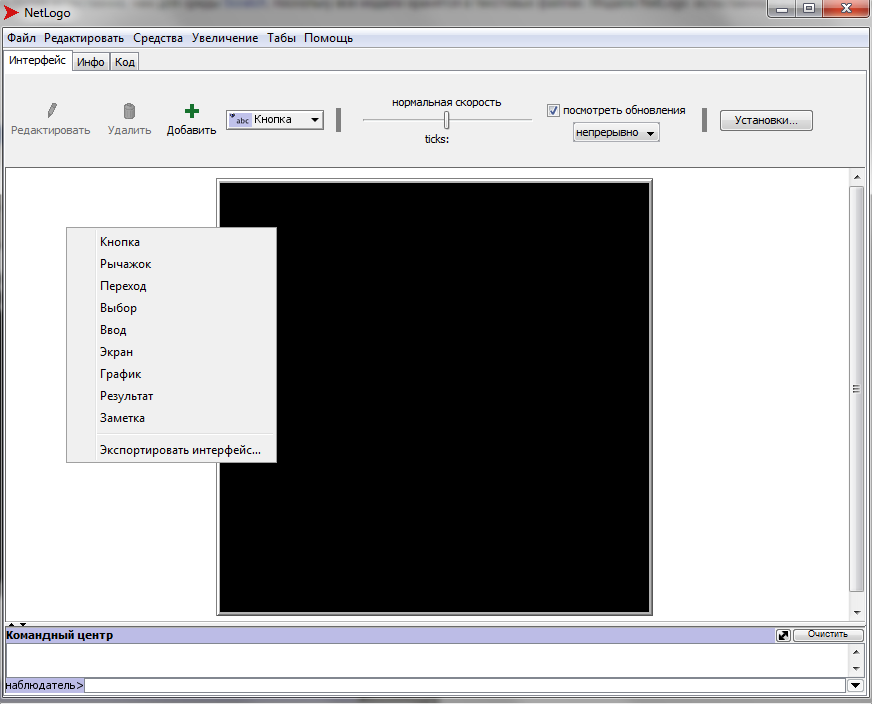 NetLogo
Файл Редактировать Средства Увеличение Табы Помощь
Интерфейс Инфо Код
нормальная скорость
посмотреть обновления
abc Кнопка
Установки...
Редактировать Удалить Добавить
непрерывно
ticks:
Кнопка
Рычажок
Переход
Выбор
Ввод
Экран
График
Результат
Заметка
Экспортировать интерфейс...
Командный центр
Очистить
наблюдатель>